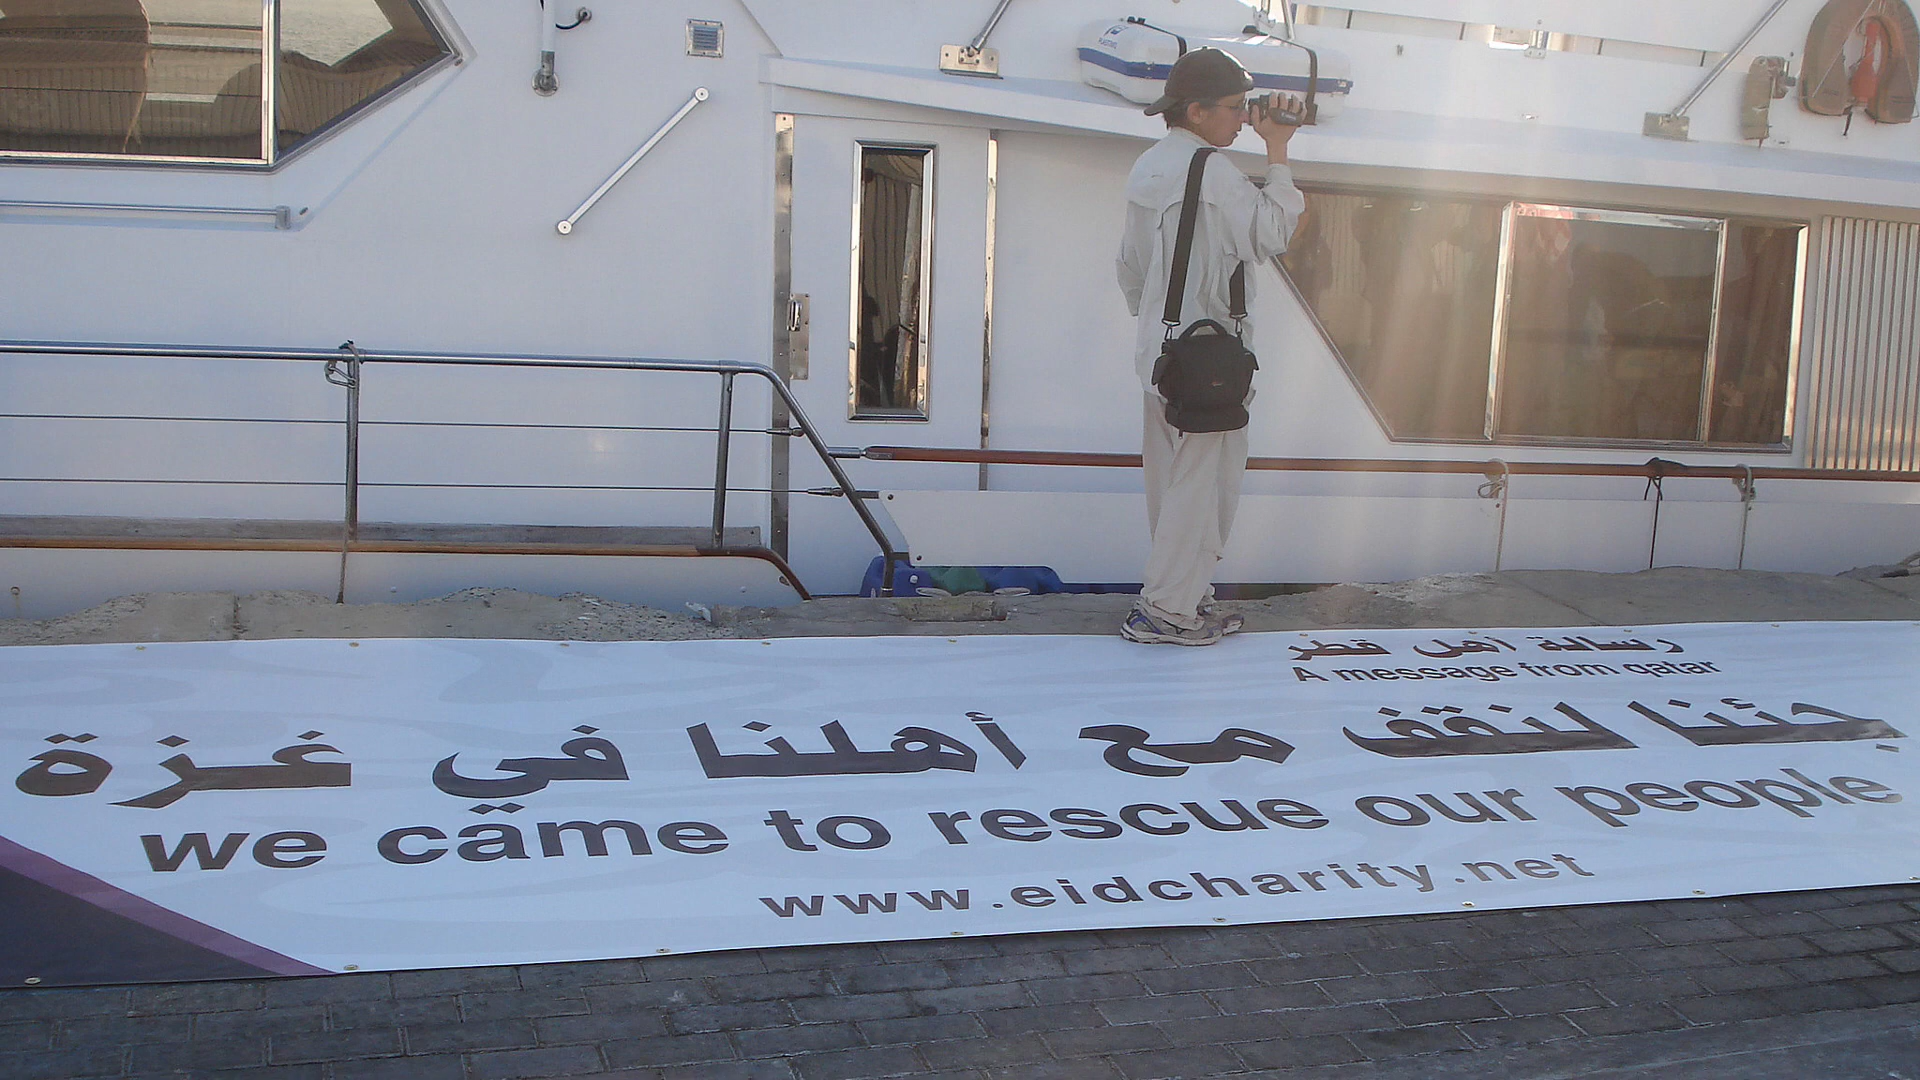 رسالة اهل قطر
A message from qatar
جئنا لنقف مع أهلنا في غزة
we came to rescue our people
www.eidcharity.net